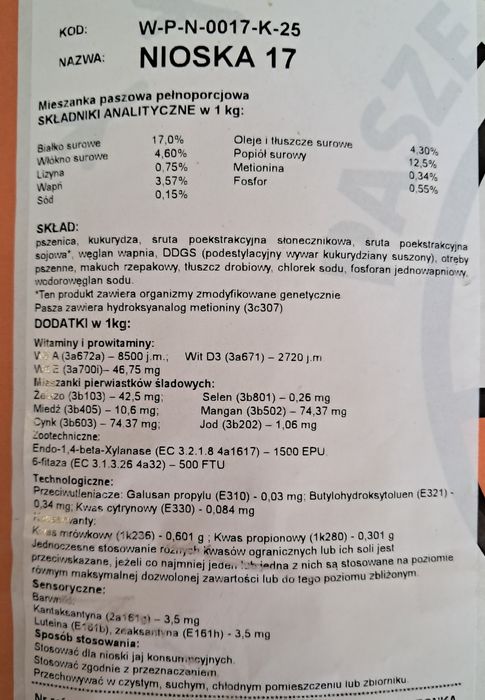 KOD: W-P-N-0017-K-25
NAZWA: NIOSKA 17
Mieszanka paszowa pełnoporcjowa
SKŁADNIKI ANALITYCZNE w 1 kg:
Białko surowe 17,0% Oleje i tłuszcze surowe 4,30%
Włókno surowe 4,60% Popiół surowy 12,5%
Lizyna 0,75% Metionina 0,34%
Wapń 3,57% Fosfor 0,55%
Sód 0,15%
SKŁAD:
pszenica, kukurydza, śruta poekstrakcyjna słonecznikowa, śruta poekstrakcyjna
sojowa*, węglan wapnia, DDGS (podestylacyjny wywar kukurydziany suszony), otręby
pszenne, makuch rzepakowy, tłuszcz drobiowy, chlorek sodu, fosforan jednowapniowy,
wodorowęglan sodu.
*Ten produkt zawiera organizmy zmodyfikowane genetycznie
Pasza zawiera hydroksyanalog metioniny (3c307)
DODATKI w 1kg:
Witaminy i prowitaminy:
A (3a672a) – 8500 j.m.; Wit D3 (3a671) – 2720 j.m
E (3a700i)– 46,75 mg
Mieszanki pierwiastków śladowych:
Żelazo (3b103) – 42,5 mg; Selen (3b801) – 0,26 mg
Miedź (3b405) – 10,6 mg; Mangan (3b502) – 74,37 mg
Cynk (3b603) – 74,37 mg; Jod (3b202) – 1,06 mg
Zootechniczne:
Endo-1,4-beta-Xylanase (EC 3.2.1.8 4a1617) – 1500 EPU
6-fitaza (EC 3.1.3.26 4a32) – 500 FTU
Technologiczne:
Przeciwutleniacze: Galusan propylu (E310) - 0,03 mg; Butylohydroksytoluen (E321) -
0,34 mg; Kwas cytrynowy (E330) - 0,084 mg
Konserwanty:
Kwas mrówkowy (1k236) - 0,601 g ; Kwas propionowy (1k280) - 0,301 g
Jednoczesne stosowanie różnych kwasów organicznych lub ich soli jest
przeciwskazane, jeżeli co najmniej jeden lub jedna z nich są stosowane na poziomie
równym maksymalnej dozwolonej zawartości lub do tego poziomu zbliżonym.
Sensoryczne:
Barwniki:
Kantaksantyna (2a161g) – 3,5 mg
Luteina (E161b), zeaksantyna (E161h) - 3,5 mg
Sposób stosowania:
Stosować dla nioski jaj konsumpcyjnych.
Stosować zgodnie z przeznaczeniem.
Przechowywać w czystym, suchym, chłodnym pomieszczeniu lub zbiorniku.
PASZE